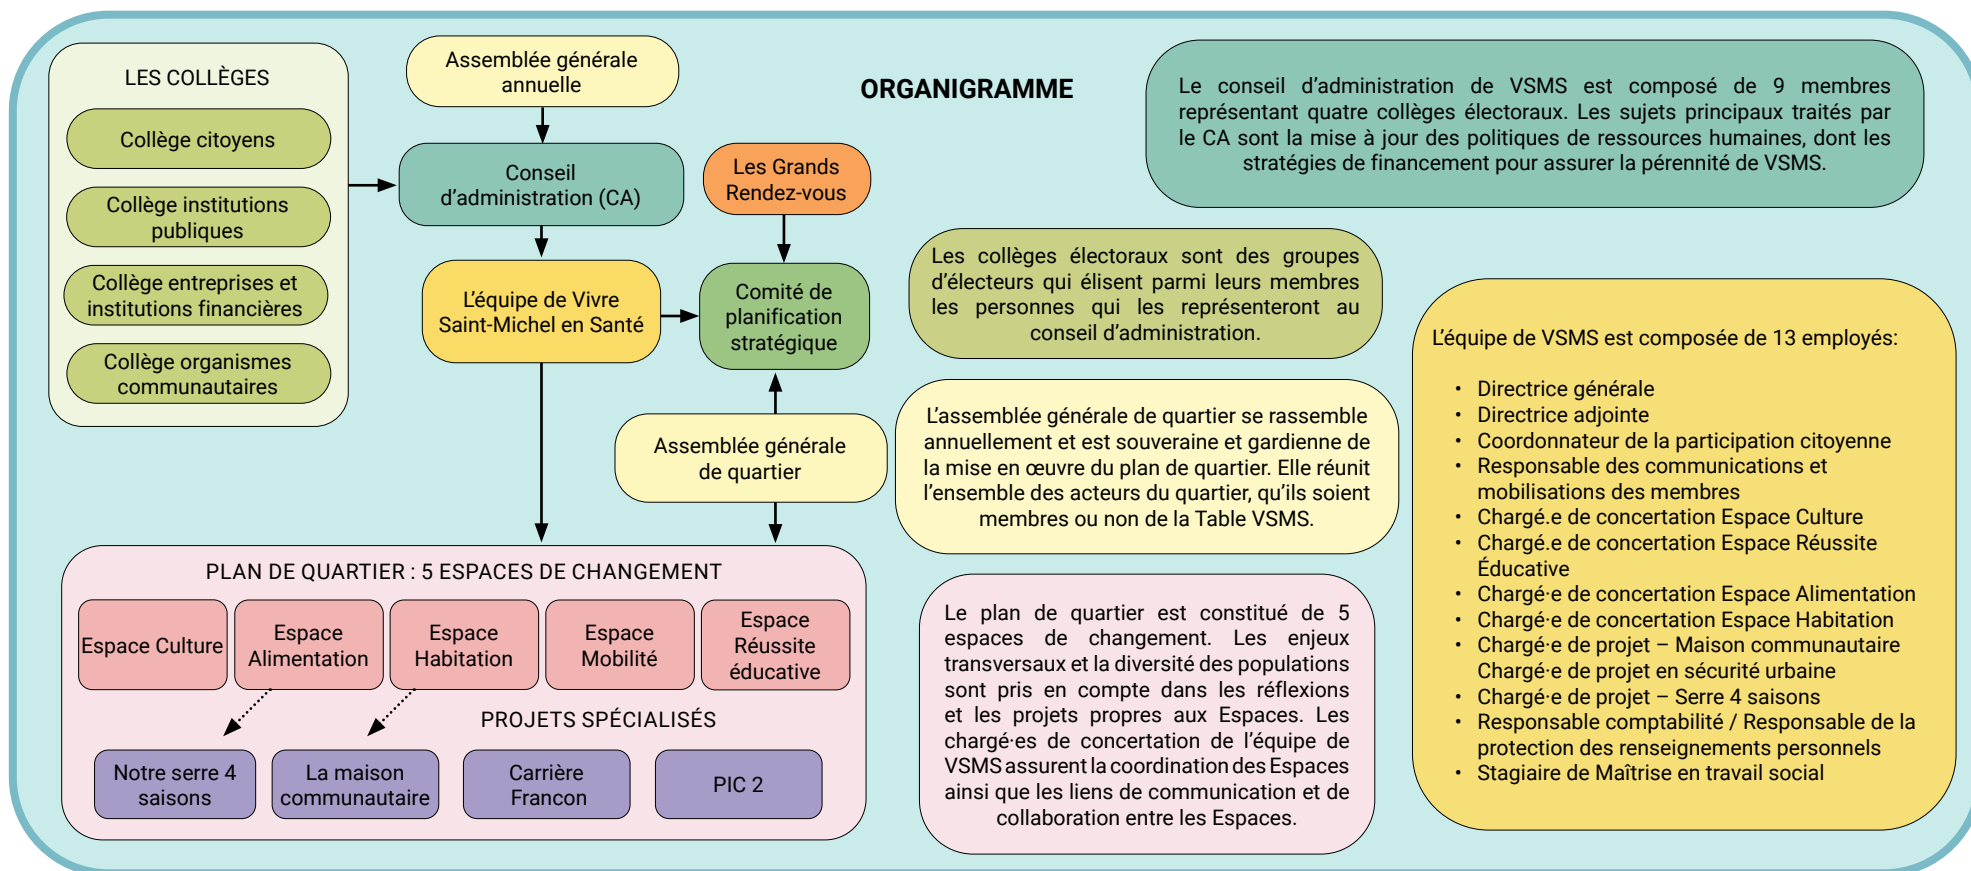 ORGANIGRAMME
LES COLLÈGES
Collège citoyens
Collège institutions
publiques
Collège entreprises et
institutions financières
Collège organismes
communautaires
Assemblée générale
annuelle
Conseil
d'administration (CA)
Les Grands
Rendez-vous
L'équipe de Vivre
Saint-Michel en Santé
Comité de
planification
stratégique
Assemblée générale
de quartier
PLAN DE QUARTIER : 5 ESPACES DE CHANGEMENT
Espace Culture
Espace
Alimentation
Espace
Habitation
Espace
Mobilité
Espace
Réussite
éducative
PROJETS SPÉCIALISÉS
Notre serre 4
saisons
La maison
communautaire
Carrière
Francon
PIC 2
Le conseil d'administration de VSMS est composé de 9 membres
représentant quatre collèges électoraux. Les sujets principaux traités par
le CA sont la mise à jour des politiques de ressources humaines, dont les
stratégies de financement pour assurer la pérennité de VSMS.
Les collèges électoraux sont des groupes
d'électeurs qui élisent parmi leurs membres
les personnes qui les représenteront au
conseil d'administration.
L'assemblée générale de quartier se rassemble
annuellement et est souveraine et gardienne de
la mise en œuvre du plan de quartier. Elle réunit
l'ensemble des acteurs du quartier, qu'ils soient
membres ou non de la Table VSMS.
Le plan de quartier est constitué de 5
espaces de changement. Les enjeux
transversaux et la diversité des populations
sont pris en compte dans les réflexions
et les projets propres aux Espaces. Les
chargé·es de concertation de l'équipe de
VSMS assurent la coordination des Espaces
ainsi que les liens de communication et de
collaboration entre les Espaces.
L'équipe de VSMS est composée de 13 employés:
• Directrice générale
• Directrice adjointe
• Coordonnateur de la participation citoyenne
• Responsable des communications et
mobilisations des membres
• Chargé.e de concertation Espace Culture
• Chargé.e de concertation Espace Réussite
Éducative
• Chargé·e de concertation Espace Alimentation
• Chargé·e de concertation Espace Habitation
• Chargé·e de projet – Maison communautaire
Chargé·e de projet en sécurité urbaine
• Chargé·e de projet – Serre 4 saisons
• Responsable comptabilité / Responsable de la
protection des renseignements personnels
• Stagiaire de Maîtrise en travail social